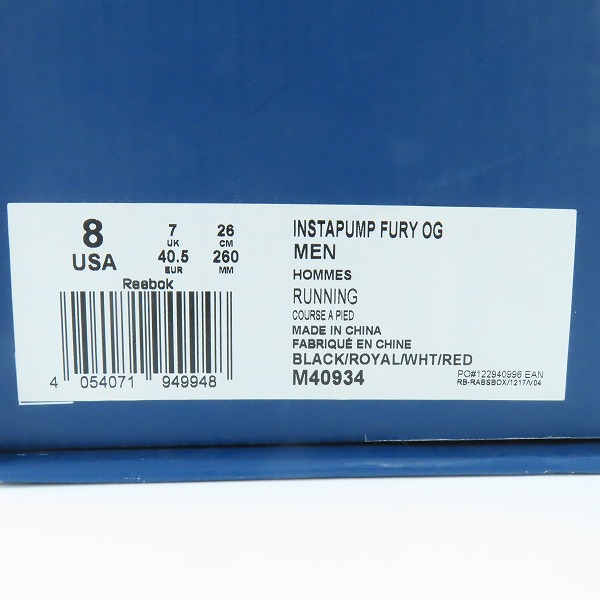 8 7 26
UK CM
USA 40.5 260
EUR MM
Reebok
4 054071 949948
INSTAPUMP FURY OG
MEN
HOMMES
RUNNING
COURSE A PIED
MADE IN CHINA
FABRIQUÉ EN CHINE
BLACK/ROYAL/WHT/RED
M40934
PO#122940996 EAN
RB-RABSBOX/1217/V04